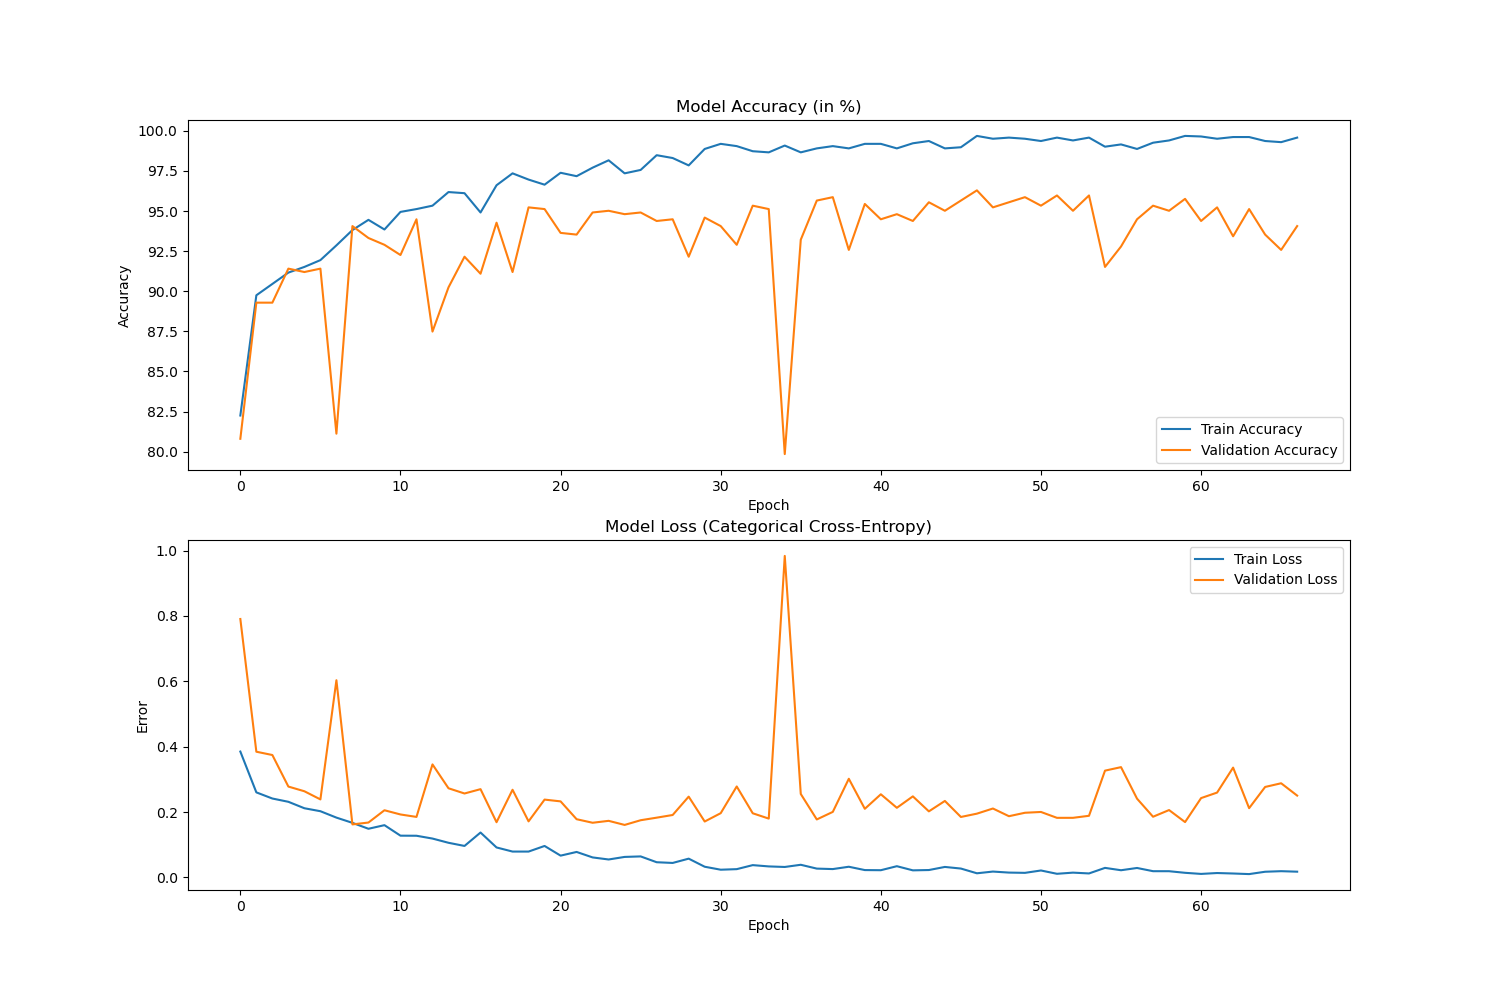 Model Accuracy (in %)
100.0
97.5
95.0
92.5
90.0
87.5
85.0
82.5
80.0
Accuracy
Train Accuracy
Validation Accuracy
0 10 20 30 40 50 60
Epoch
Model Loss (Categorical Cross-Entropy)
1.0
0.8
0.6
0.4
0.2
0.0
Error
Train Loss
Validation Loss
0 10 20 30 40 50 60
Epoch